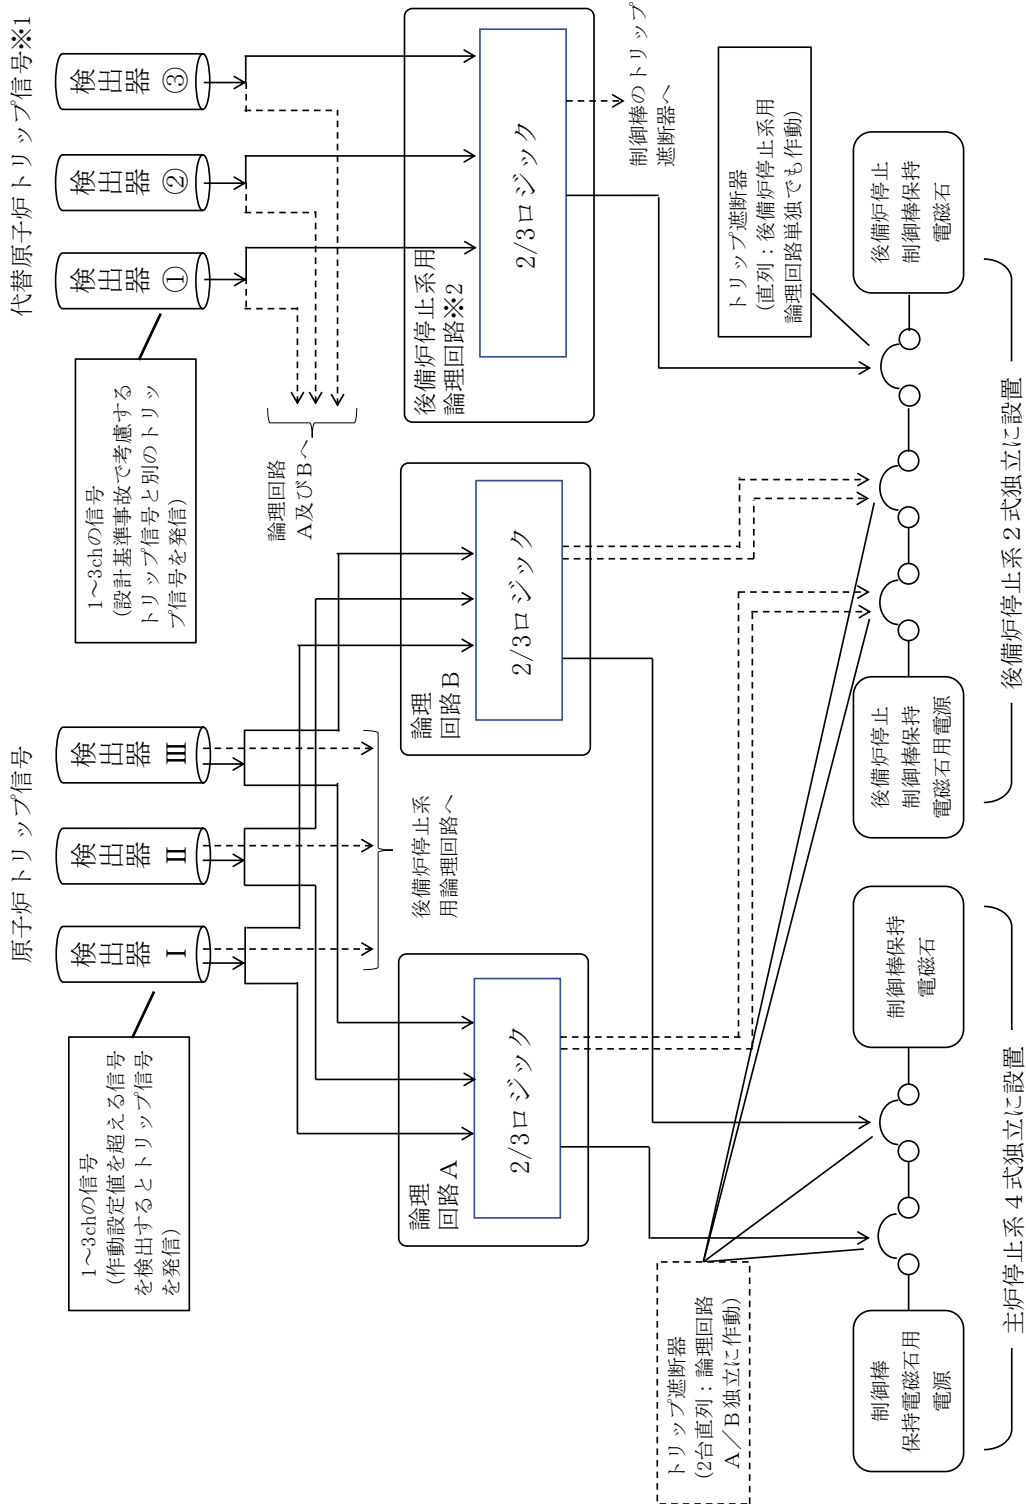 原子炉トリップ信号
代替原子炉トリップ信号※1
検出器 Ⅰ
検出器 Ⅱ
検出器 Ⅲ
検出器 ①
検出器 ②
検出器 ③
1～3chの信号
（作動設定値を超える信号
を検出するとトリップ信号
を発信）
1～3chの信号
（設計基準事故で考慮する
トリップ信号と別のトリッ
プ信号を発信）
論理回路
A及びBへ
後備炉停止系
用論理回路へ
論理
回路A
2/3ロジック
論理
回路B
2/3ロジック
後備炉停止系用
論理回路※2
2/3ロジック
制御棒のトリップ
遮断器へ
トリップ遮断器
（2台直列：論理回路
A／B独立に作動）
トリップ遮断器
（直列：後備炉停止系用
論理回路単独でも作動）
制御棒
保持電磁石用
電源
制御棒保持
電磁石
後備炉停止
制御棒保持
電磁石用電源
後備炉停止
制御棒保持
電磁石
主炉停止系4式独立に設置
後備炉停止系2式独立に設置